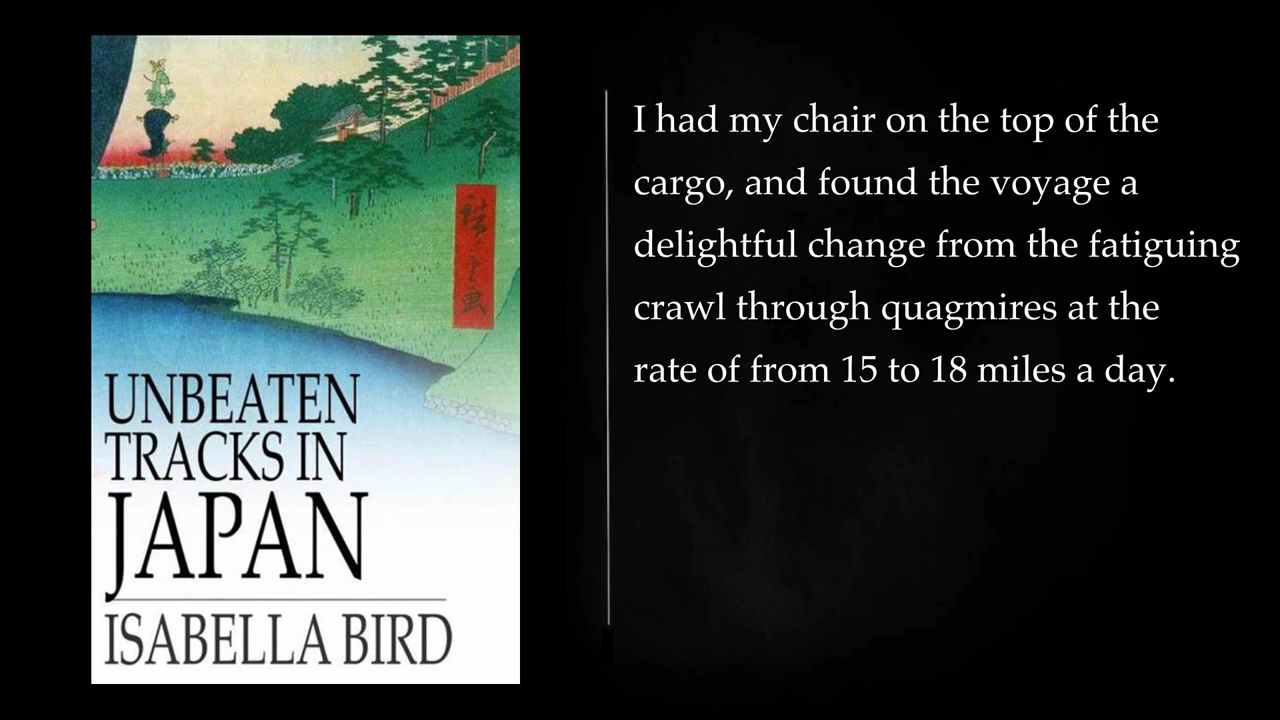 UNBEATEN
TRACKS IN
JAPAN
ISABELLA BIRD
I had my chair on the top of the
cargo, and found the voyage a
delightful change from the fatiguing
crawl through quagmires at the
rate of from 15 to 18 miles a day.